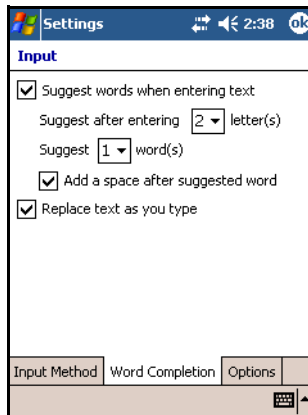 Settings 2:38 ok
Input
Suggest words when entering text
Suggest after entering 2 letter(s)
Suggest 1 word(s)
Add a space after suggested word
Replace text as you type
Input Method Word Completion Options